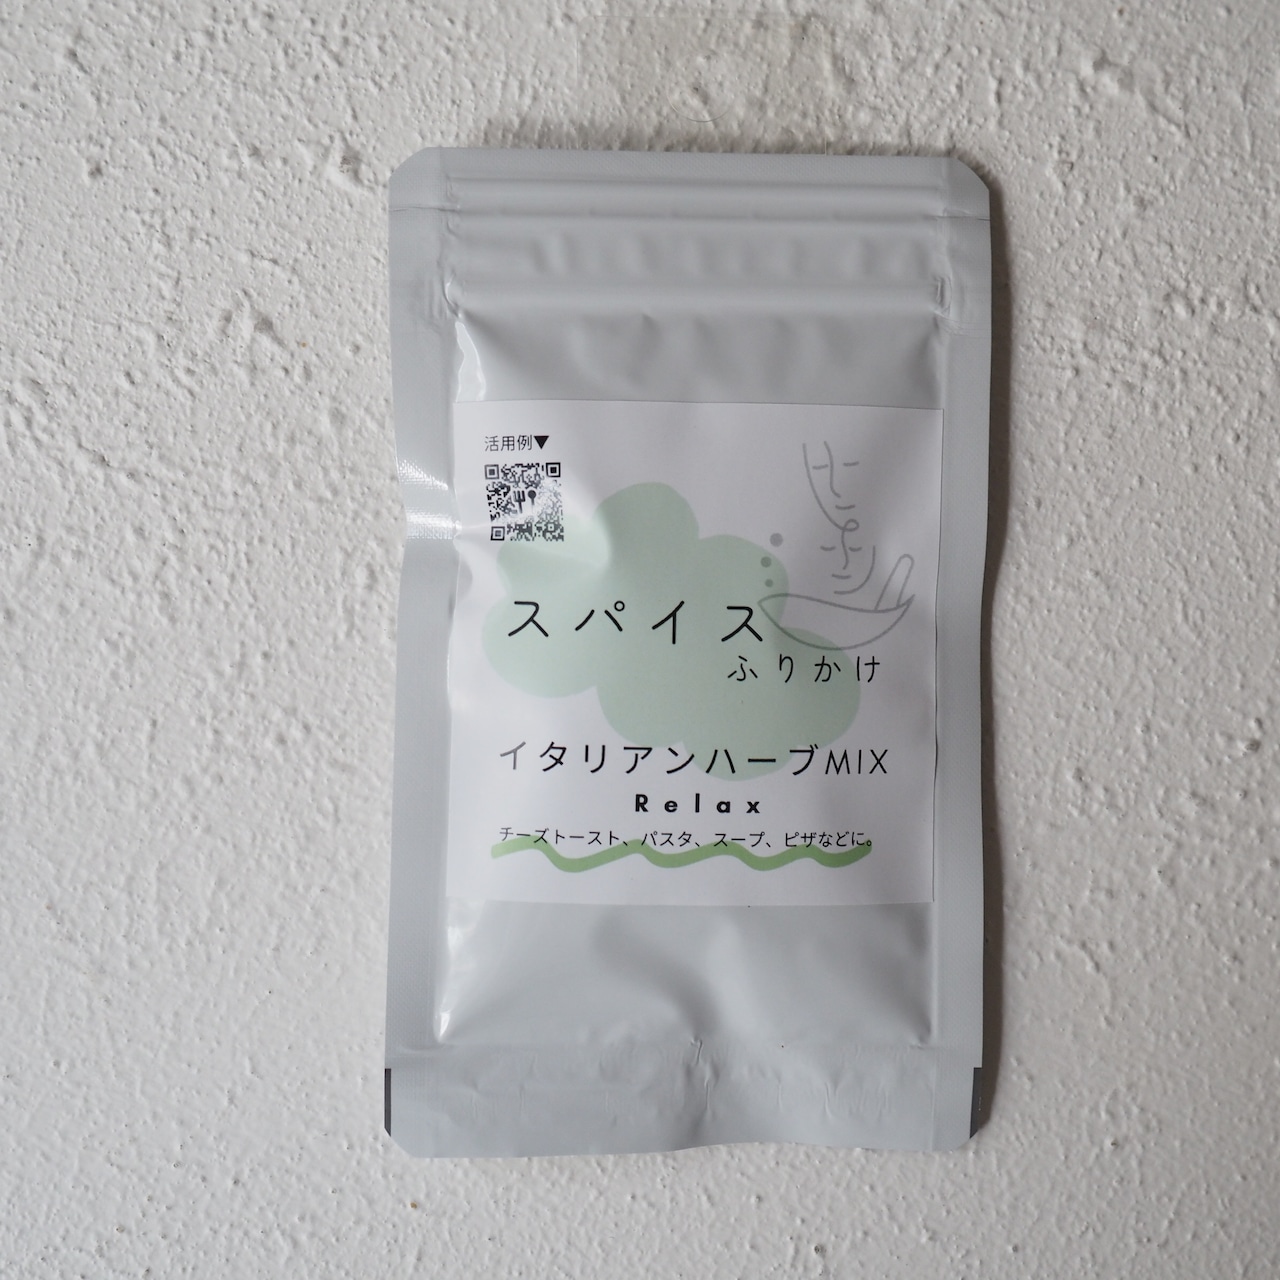 活用例▼
スパイス
ふりかけ
イタリアンハーブMIX
Relax
チーズトースト、パスタ、スープ、ピザなどに。